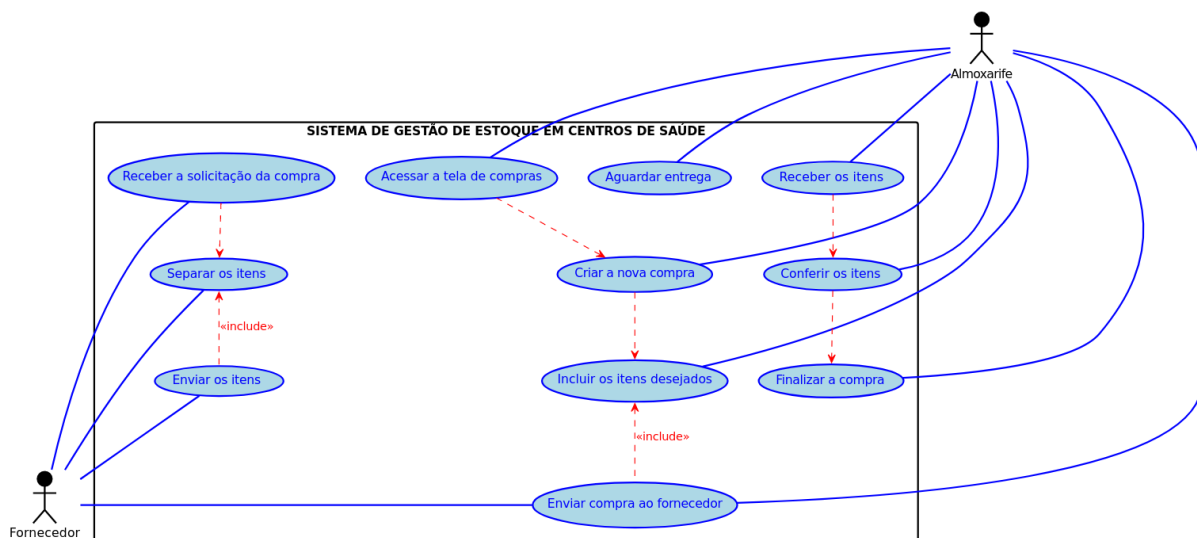 Almoxarife
SISTEMA DE GESTÃO DE ESTOQUE EM CENTROS DE SAÚDE
Receber a solicitação da compra
Acessar a tela de compras
Aguardar entrega
Receber os itens
Separar os itens
Criar a nova compra
Conferir os itens
«include»
Enviar os itens
Incluir os itens desejados
Finalizar a compra
«include»
Enviar compra ao fornecedor
Fornecedor